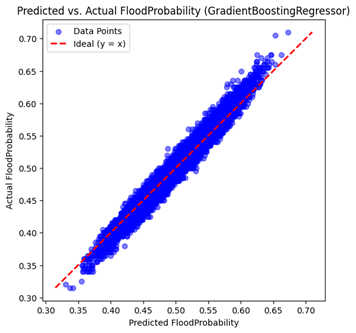 Predicted vs. Actual FloodProbability (GradientBoostingRegressor)
Data Points
Ideal (y = x)
Actual FloodProbability
0.70
0.65
0.60
0.55
0.50
0.45
0.40
0.35
0.30
0.30 0.35 0.40 0.45 0.50 0.55 0.60 0.65 0.70
Predicted FloodProbability